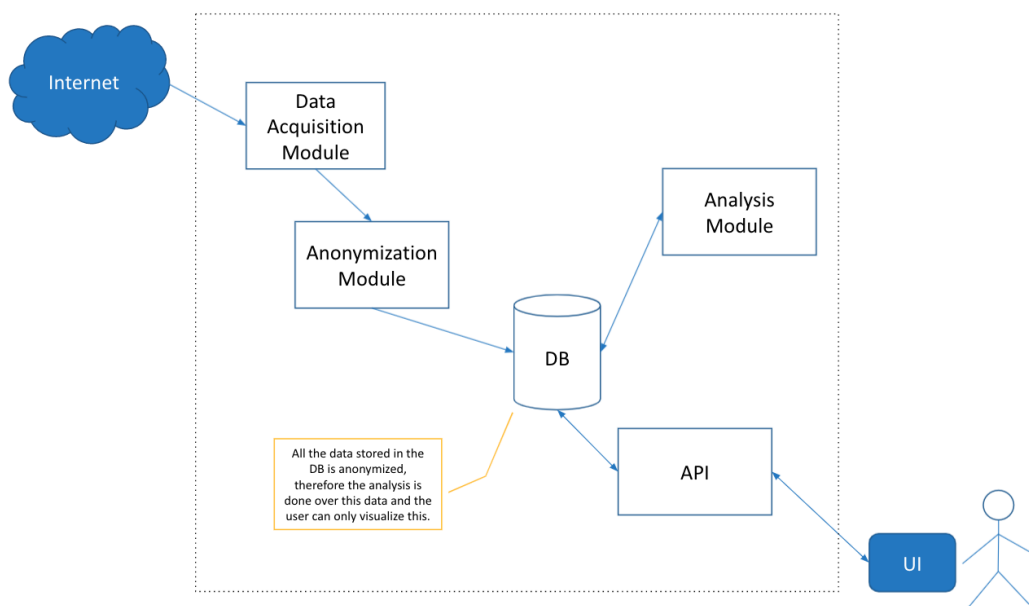 Internet
Data
Acquisition
Module
Anonymization
Module
Analysis
Module
DB
All the data stored in the
DB is anonymized,
therefore the analysis is
done over this data and the
user can only visualize this.
API
UI